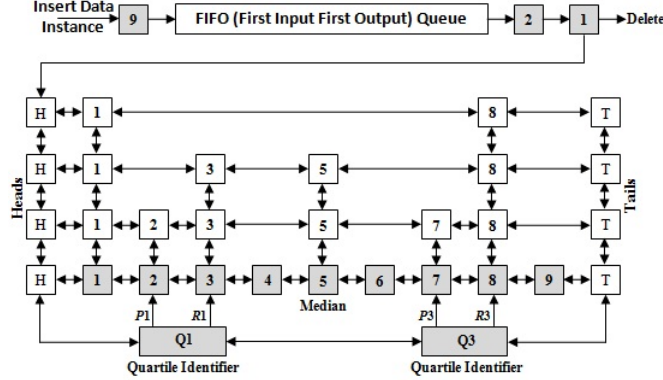 Insert Data
Instance
9
FIFO (First Input First Output) Queue
2
1
Delete
H 1 8 T
H 1 3 5 8 T
H 1 2 3 5 7 8 T
H 1 2 3 4 5 6 7 8 9 T
Heads
Tails
Median
P1 R1 P3 R3
Q1 Q3
Quartile Identifier Quartile Identifier